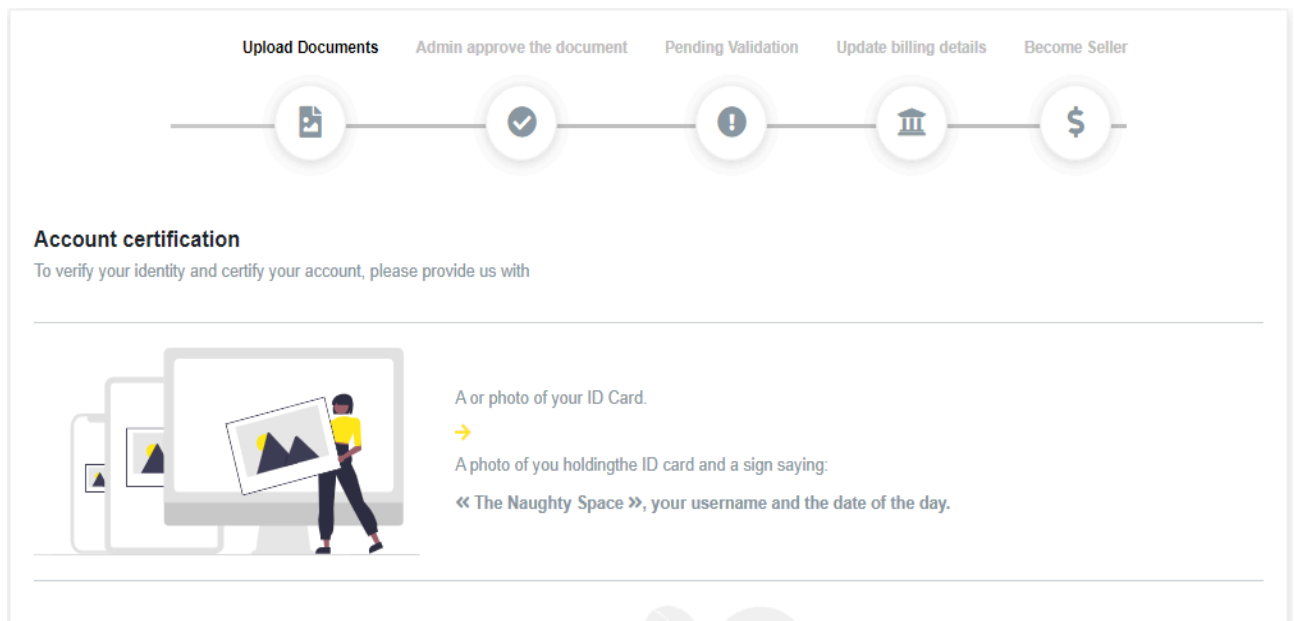 Upload Documents Admin approve the document Pending Validation Update billing details Become Seller
Account certification
To verify your identity and certify your account, please provide us with
A or photo of your ID Card.
A photo of you holdingthe ID card and a sign saying:
« The Naughty Space », your username and the date of the day.